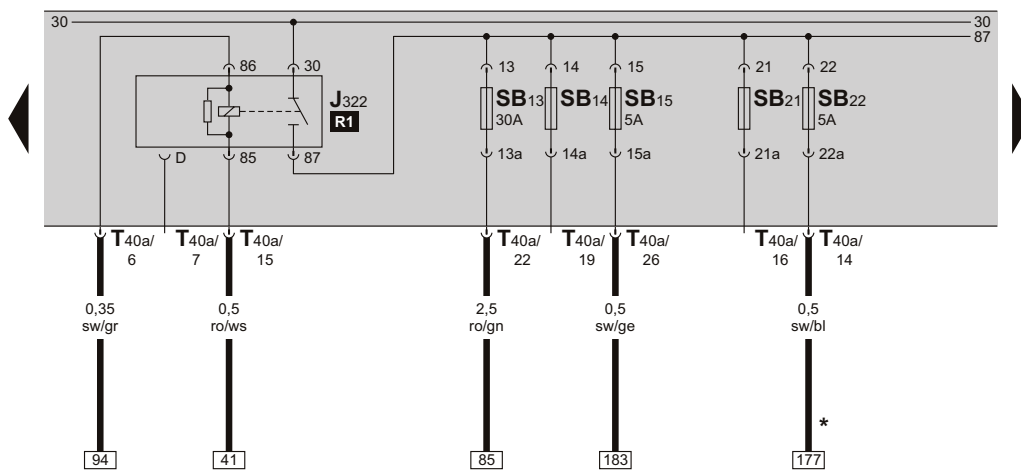 30 30
87
86 30 13 14 15 21 22
J322 SB13 SB14 SB15 SB21 SB22
R1 30A 5A 5A
D 85 87 13a 14a 15a 21a 22a
T40a/ T40a/ T40a/ T40a/ T40a/ T40a/ T40a/ T40a/
6 7 15 22 19 26 16 14
0,35 0,5 2,5 0,5 0,5
sw/gr ro/ws ro/gn sw/ge sw/bl
*
94 41 85 183 177